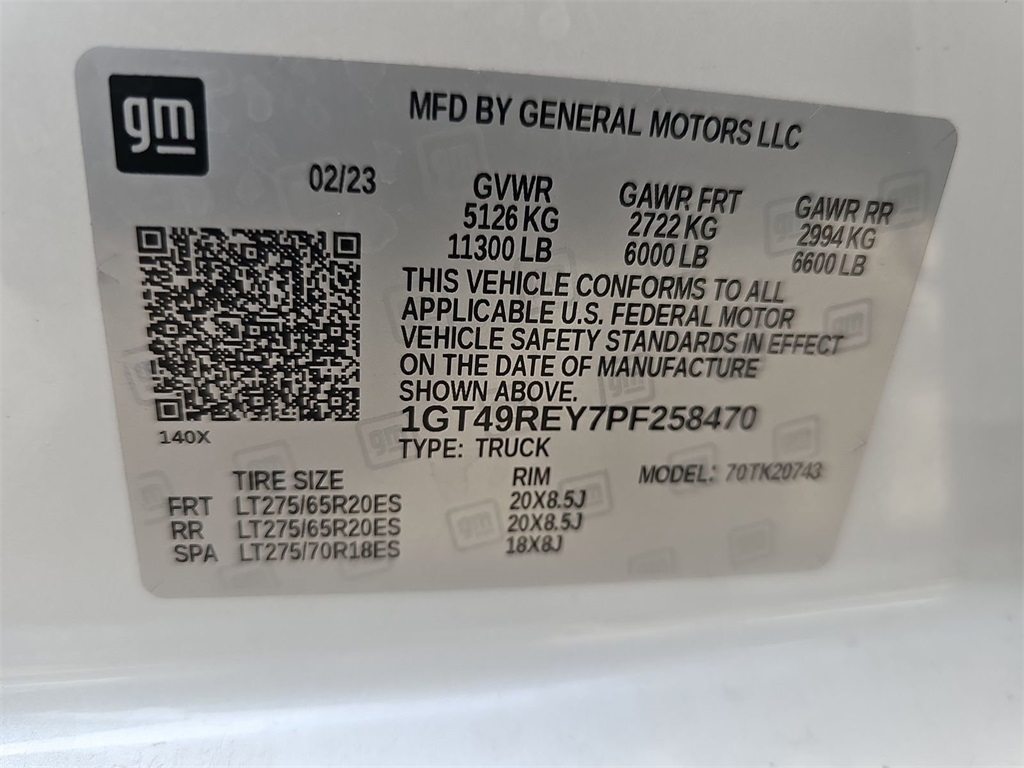 gm
MFD BY GENERAL MOTORS LLC
02/23
GVWR GAWR FRT GAWR RR
5126 KG 2722 KG 2994 KG
11300 LB 6000 LB 6600 LB
THIS VEHICLE CONFORMS TO ALL
APPLICABLE U.S. FEDERAL MOTOR
VEHICLE SAFETY STANDARDS IN EFFECT
ON THE DATE OF MANUFACTURE
SHOWN ABOVE.
1GT49REY7PF258470
140X
TYPE: TRUCK
TIRE SIZE RIM MODEL: 70TK20743
FRT LT275/65R20ES 20X8.5J
RR LT275/65R20ES 20X8.5J
SPA LT275/70R18ES 18X8J